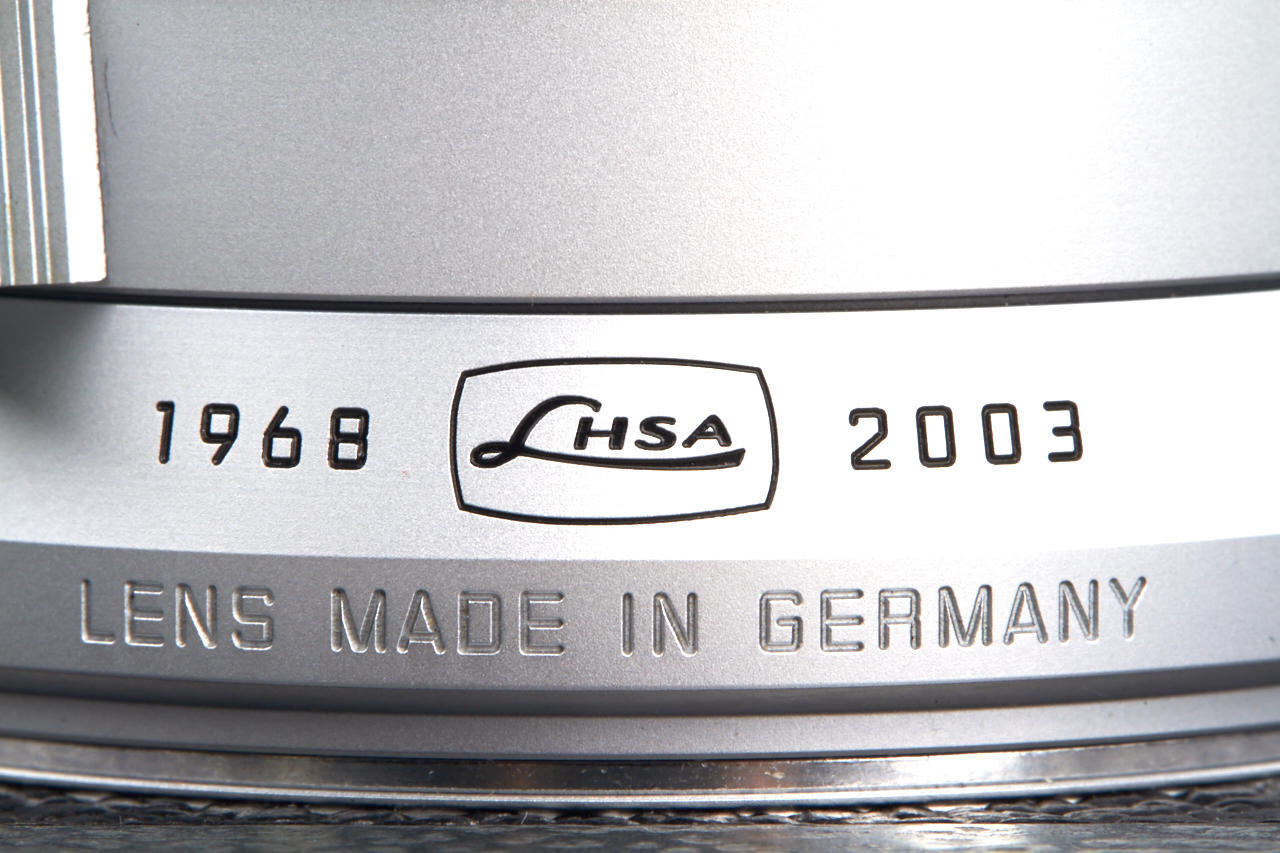 1968 LHSA 2003
LENS MADE IN GERMANY